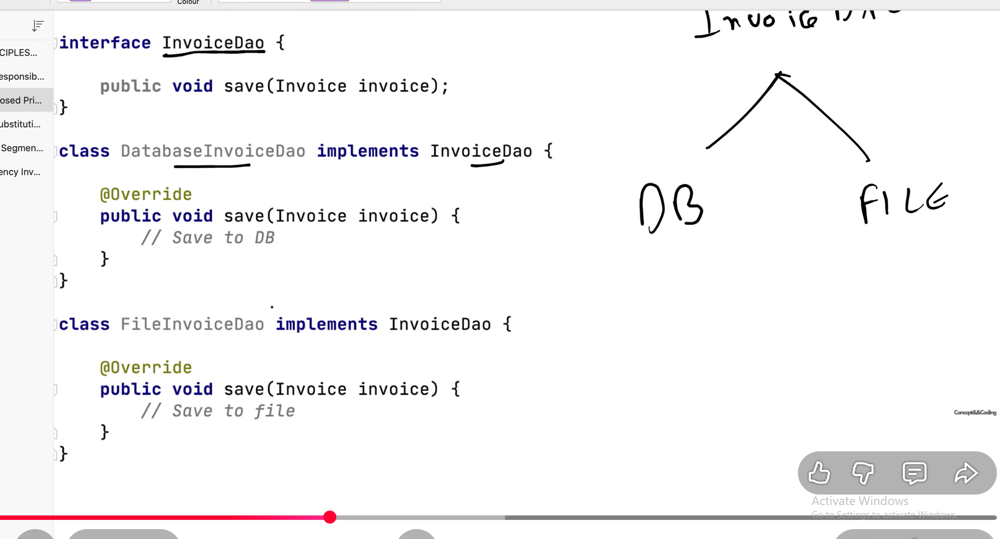 Colour
CIPLES...
esponsib...
osed Pri...
ubstituti...
Segmen...
ency Inv...
interface InvoiceDao {
public void save(Invoice invoice);
}
class DatabaseInvoiceDao implements InvoiceDao {
@Override
public void save(Invoice invoice) {
// Save to DB
}
}
class FileInvoiceDao implements InvoiceDao {
@Override
public void save(Invoice invoice) {
// Save to file
}
}
Invoice DAO
DB
FILE
Concept&&Coding
Activate Windows
Go to Settings to activate Windows.